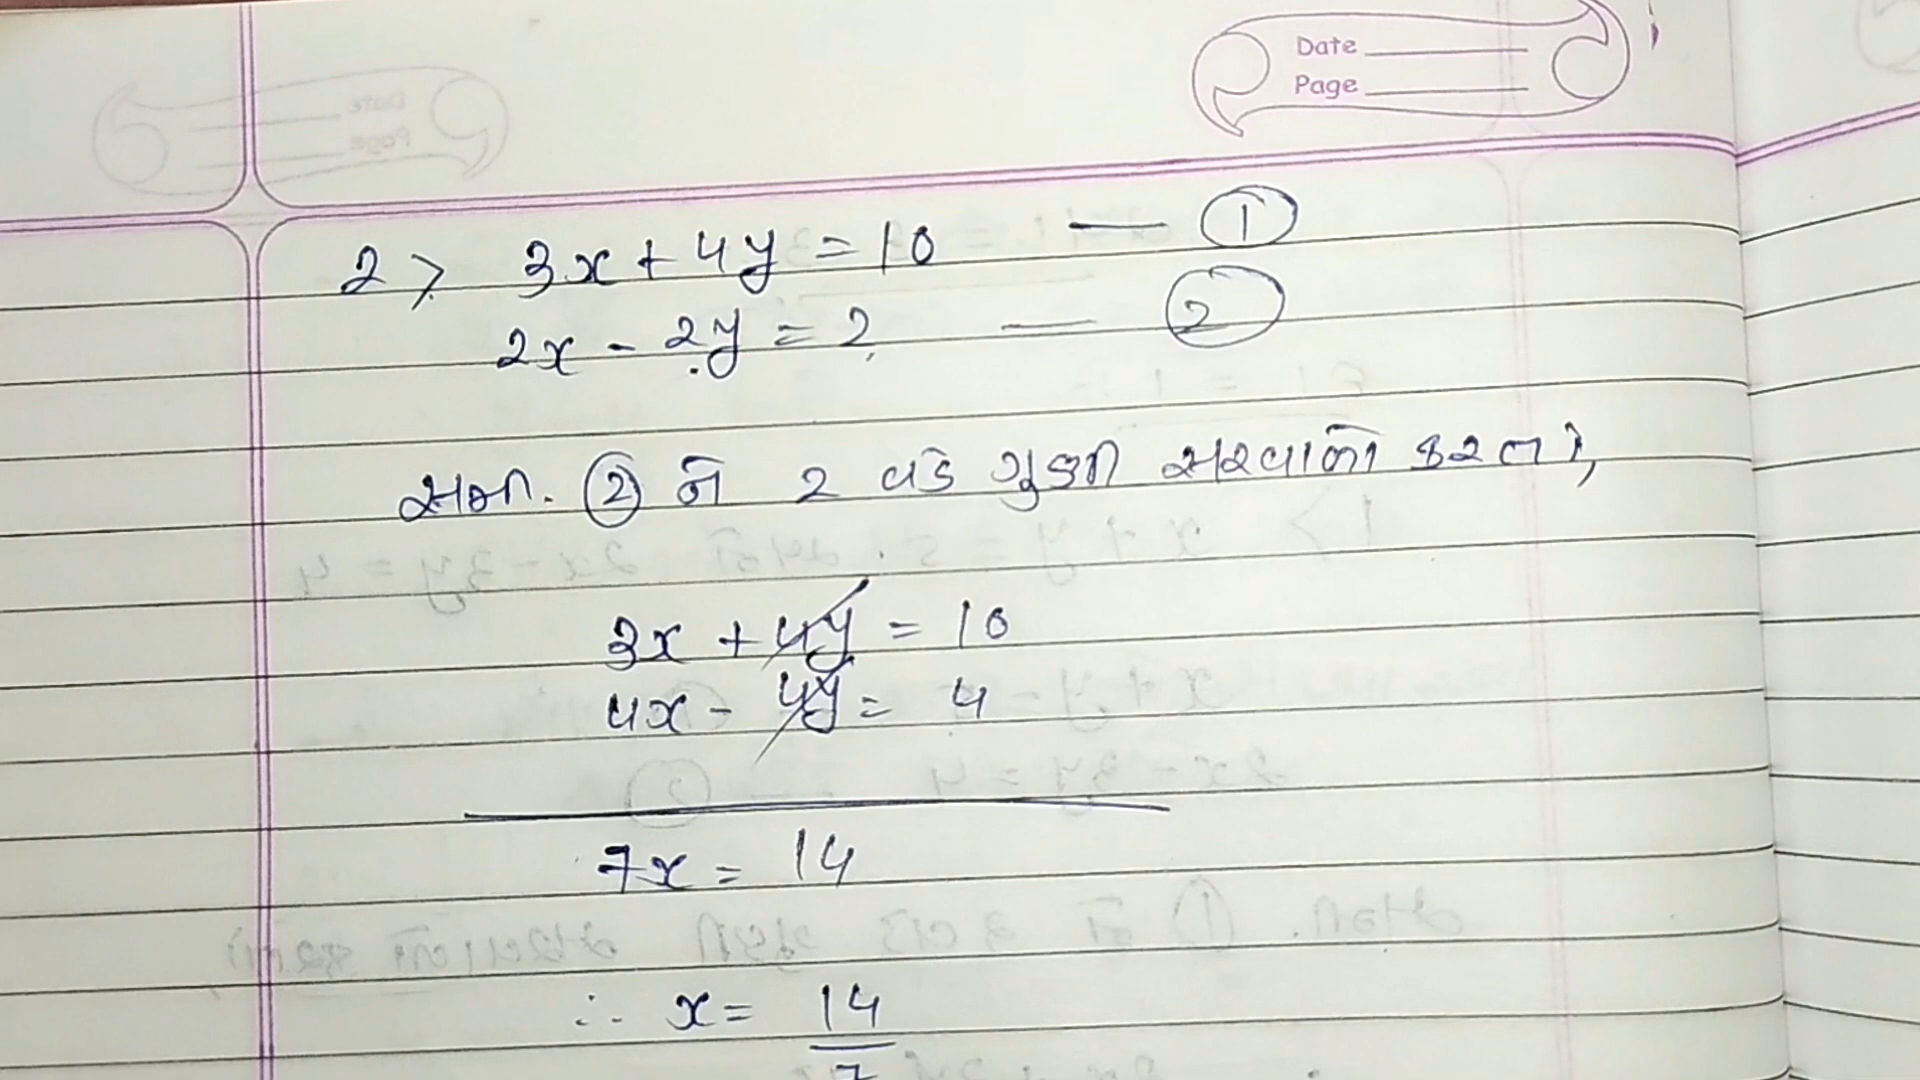 Date
Page
2> 3x + 4y = 10 — ①
2x - 2y = 2 — ②
સમી. ② ને 2 વડે ગુણી સરવાળો કરતાં,
3x + 4y = 10
4x - 4y = 4
7x = 14
∴ x = 14
7